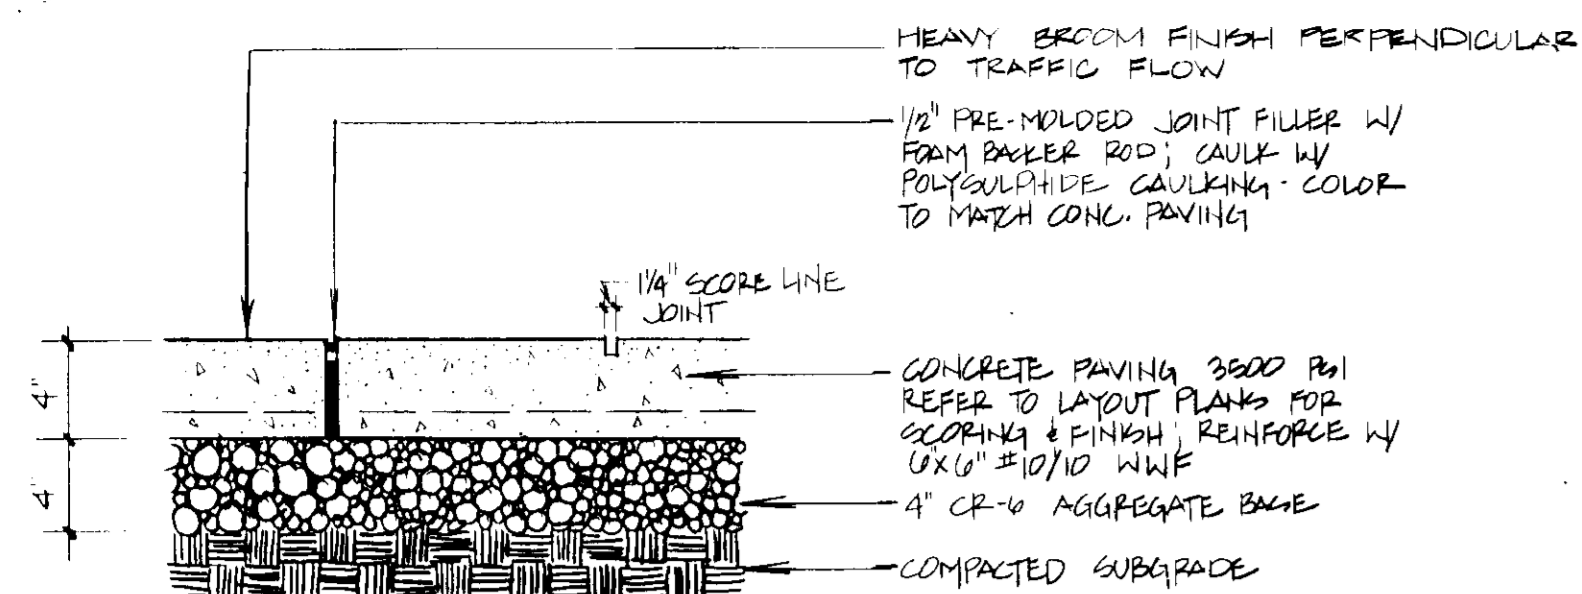 HEAVY BROOM FINISH PERPENDICULAR
TO TRAFFIC FLOW
1/2" PRE-MOLDED JOINT FILLER W/
FOAM BACKER ROD; CAULK W/
POLYSULPHIDE CAULKING - COLOR
TO MATCH CONC. PAVING
1 1/4" SCORE LINE
JOINT
4"
CONCRETE PAVING 3500 PSI
REFER TO LAYOUT PLANS FOR
SCORING & FINISH; REINFORCE W/
6"X6" #10/10 WWF
4"
4" CR-6 AGGREGATE BASE
COMPACTED SUBGRADE